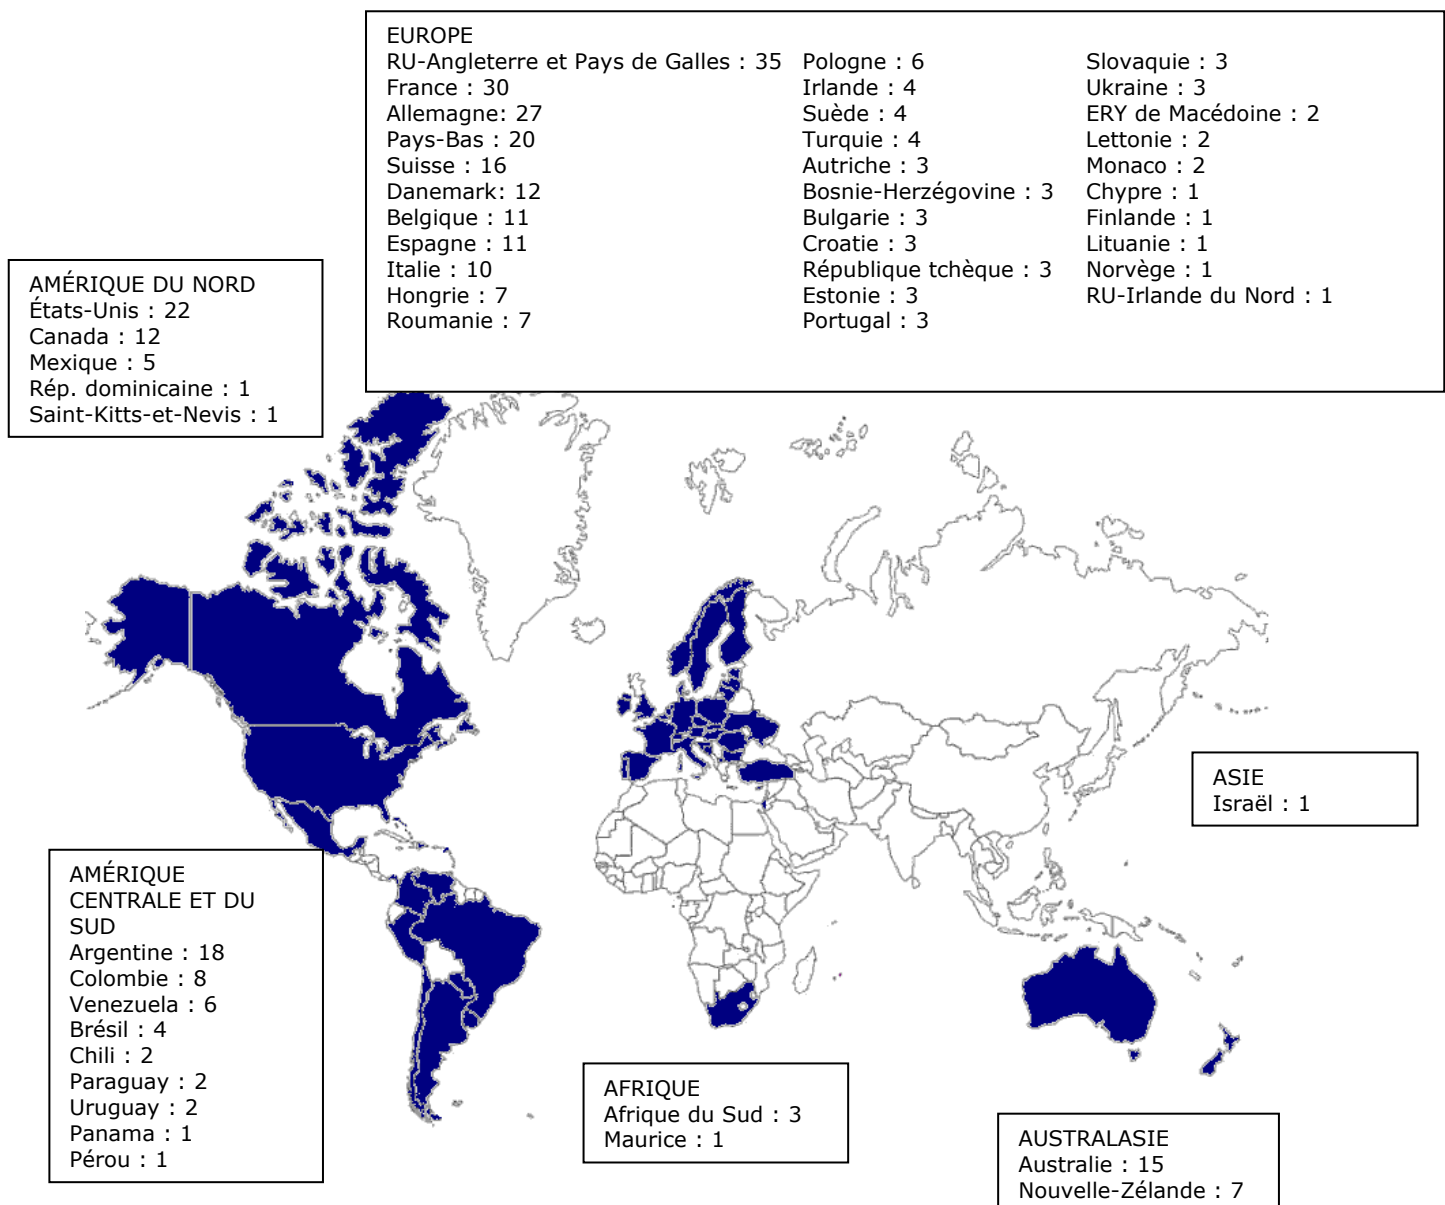 EUROPE
RU-Angleterre et Pays de Galles : 35
France : 30
Allemagne: 27
Pays-Bas : 20
Suisse : 16
Danemark: 12
Belgique : 11
Espagne : 11
Italie : 10
Hongrie : 7
Roumanie : 7
Pologne : 6
Irlande : 4
Suède : 4
Turquie : 4
Autriche : 3
Bosnie-Herzégovine : 3
Bulgarie : 3
Croatie : 3
République tchèque : 3
Estonie : 3
Portugal : 3
Slovaquie : 3
Ukraine : 3
ERY de Macédoine : 2
Lettonie : 2
Monaco : 2
Chypre : 1
Finlande : 1
Lituanie : 1
Norvège : 1
RU-Irlande du Nord : 1
AMÉRIQUE DU NORD
États-Unis : 22
Canada : 12
Mexique : 5
Rép. dominicaine : 1
Saint-Kitts-et-Nevis : 1
ASIE
Israël : 1
AMÉRIQUE
CENTRALE ET DU
SUD
Argentine : 18
Colombie : 8
Venezuela : 6
Brésil : 4
Chili : 2
Paraguay : 2
Uruguay : 2
Panama : 1
Pérou : 1
AFRIQUE
Afrique du Sud : 3
Maurice : 1
AUSTRALASIE
Australie : 15
Nouvelle-Zélande : 7